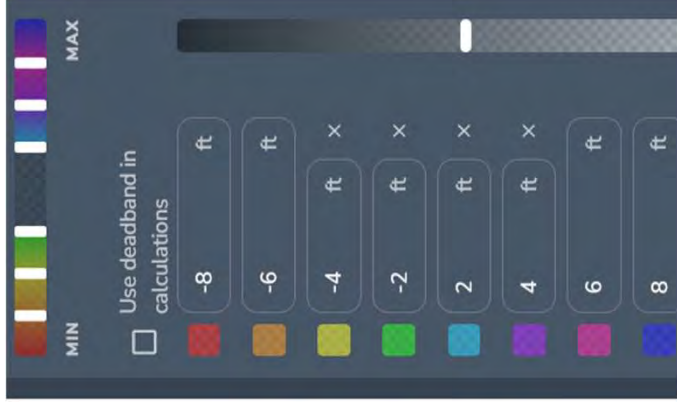 MIN
MAX
Use deadband in
calculations
-8 ft
-6 ft
-4 ft ×
-2 ft ×
2 ft ×
4 ft ×
6 ft
8 ft